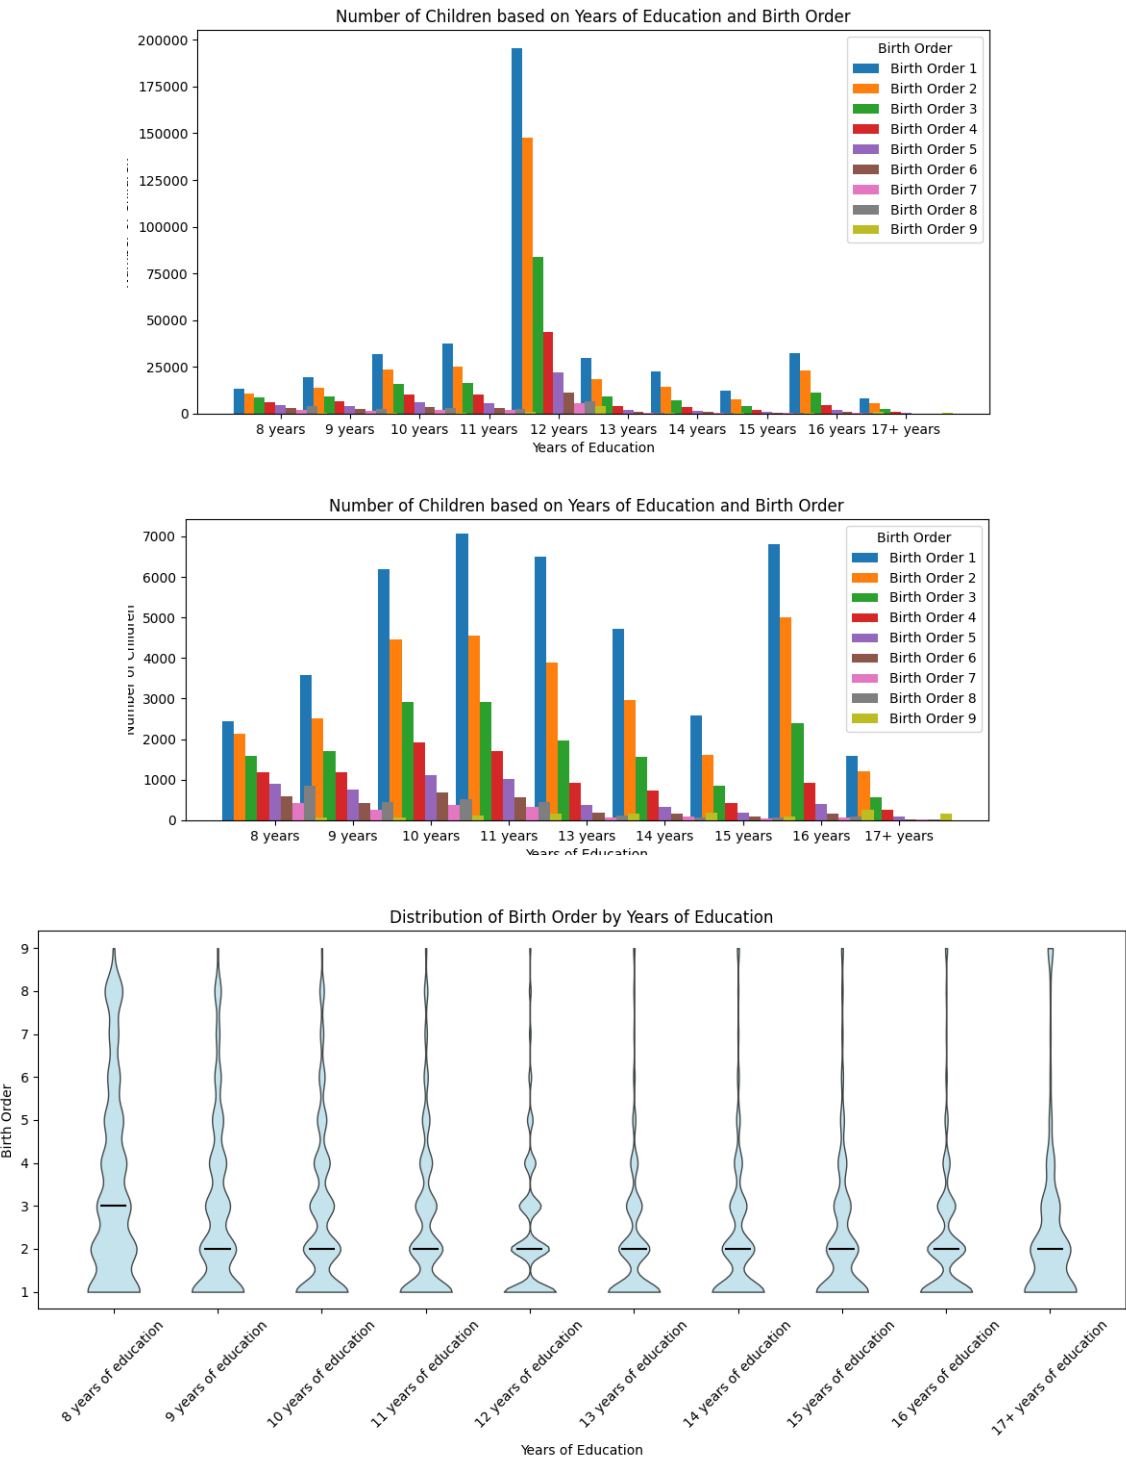 Number of Children based on Years of Education and Birth Order
200000
175000
150000
125000
100000
75000
50000
25000
0
Birth Order
Birth Order 1
Birth Order 2
Birth Order 3
Birth Order 4
Birth Order 5
Birth Order 6
Birth Order 7
Birth Order 8
Birth Order 9
8 years 9 years 10 years 11 years 12 years 13 years 14 years 15 years 16 years 17+ years
Years of Education
Number of Children based on Years of Education and Birth Order
Number of Children
7000
6000
5000
4000
3000
2000
1000
0
Birth Order
Birth Order 1
Birth Order 2
Birth Order 3
Birth Order 4
Birth Order 5
Birth Order 6
Birth Order 7
Birth Order 8
Birth Order 9
8 years 9 years 10 years 11 years 13 years 14 years 15 years 16 years 17+ years
Years of Education
Distribution of Birth Order by Years of Education
Birth Order
9
8
7
6
5
4
3
2
1
8 years of education
9 years of education
10 years of education
11 years of education
12 years of education
13 years of education
14 years of education
15 years of education
16 years of education
17+ years of education
Years of Education